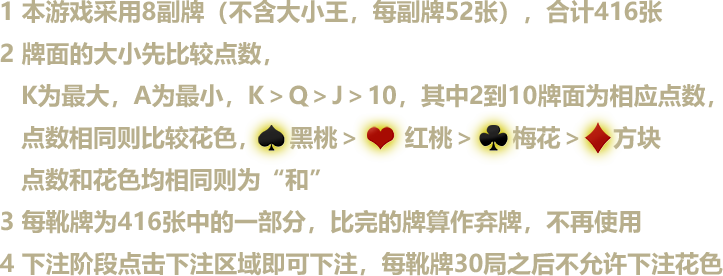 1 本游戏采用8副牌（不含大小王，每副牌52张），合计416张
2 牌面的大小先比较点数，
K为最大，A为最小，K＞Q＞J＞10，其中2到10牌面为相应点数，
点数相同则比较花色，♠黑桃＞♥红桃＞♣梅花＞♦方块
点数和花色均相同则为“和”
3 每靴牌为416张中的一部分，比完的牌算作弃牌，不再使用
4 下注阶段点击下注区域即可下注，每靴牌30局之后不允许下注花色